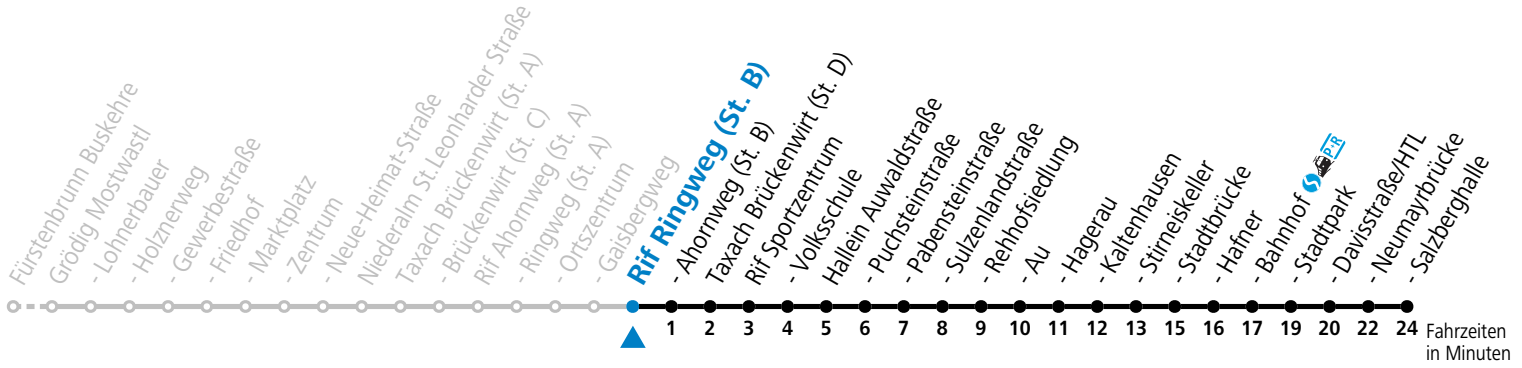 Fürstenbrunn Buskehre
Grödig Mostwastl
- Lohnerbauer
- Holznerweg
- Gewerbestraße
- Friedhof
- Marktplatz
- Zentrum
- Neue-Heimat-Straße
Niederalm St.Leonharder Straße
Taxach Brückenwirt (St. A)
- Brückenwirt (St. C)
Rif Ahornweg (St. A)
- Ringweg (St. A)
- Ortszentrum
- Gaisbergweg
Rif Ringweg (St. B)
- Ahornweg (St. B)
Taxach Brückenwirt (St. D)
Rif Sportzentrum
- Volksschule
Hallein Auwaldstraße
- Puchsteinstraße
- Pabensteinstraße
- Sulzenlandstraße
- Rehhofsiedlung
- Au
- Hagerau
- Kaltenhausen
- Stirneiskeller
- Stadtbrücke
- Hafner
- Bahnhof S P+R
- Stadtpark
- Davisstraße/HTL
- Neumayrbrücke
- Salzberghalle
1 2 3 4 5 6 7 8 9 10 11 12 13 15 16 17 19 20 22 24 Fahrzeiten
in Minuten